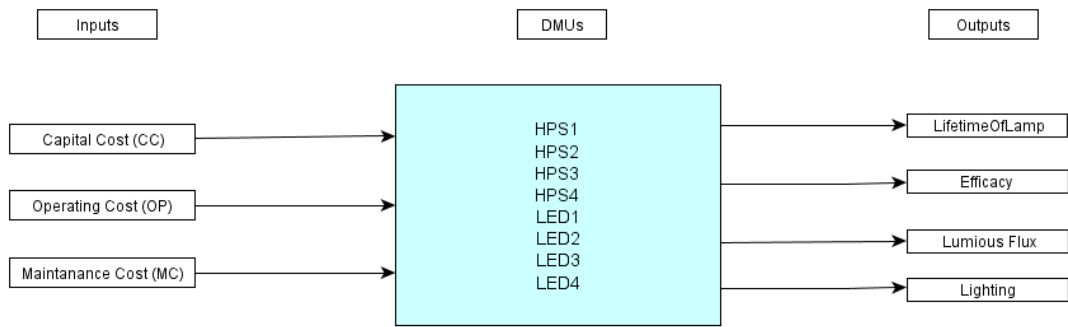 Inputs
DMUs
Outputs
Capital Cost (CC)
Operating Cost (OP)
Maintanance Cost (MC)
HPS1
HPS2
HPS3
HPS4
LED1
LED2
LED3
LED4
LifetimeOfLamp
Efficacy
Lumious Flux
Lighting